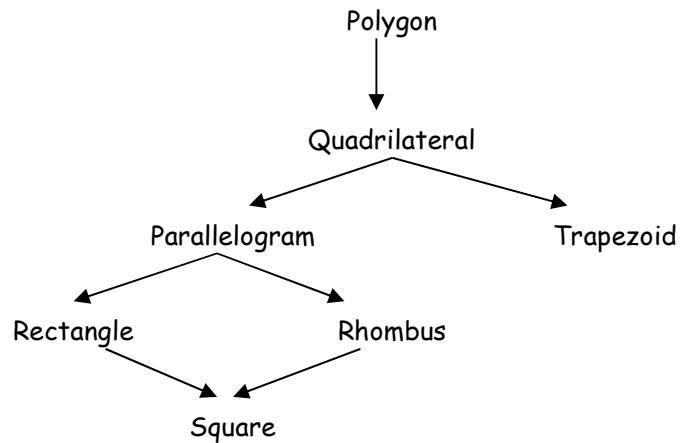 Polygon
Quadrilateral
Parallelogram
Trapezoid
Rectangle
Rhombus
Square